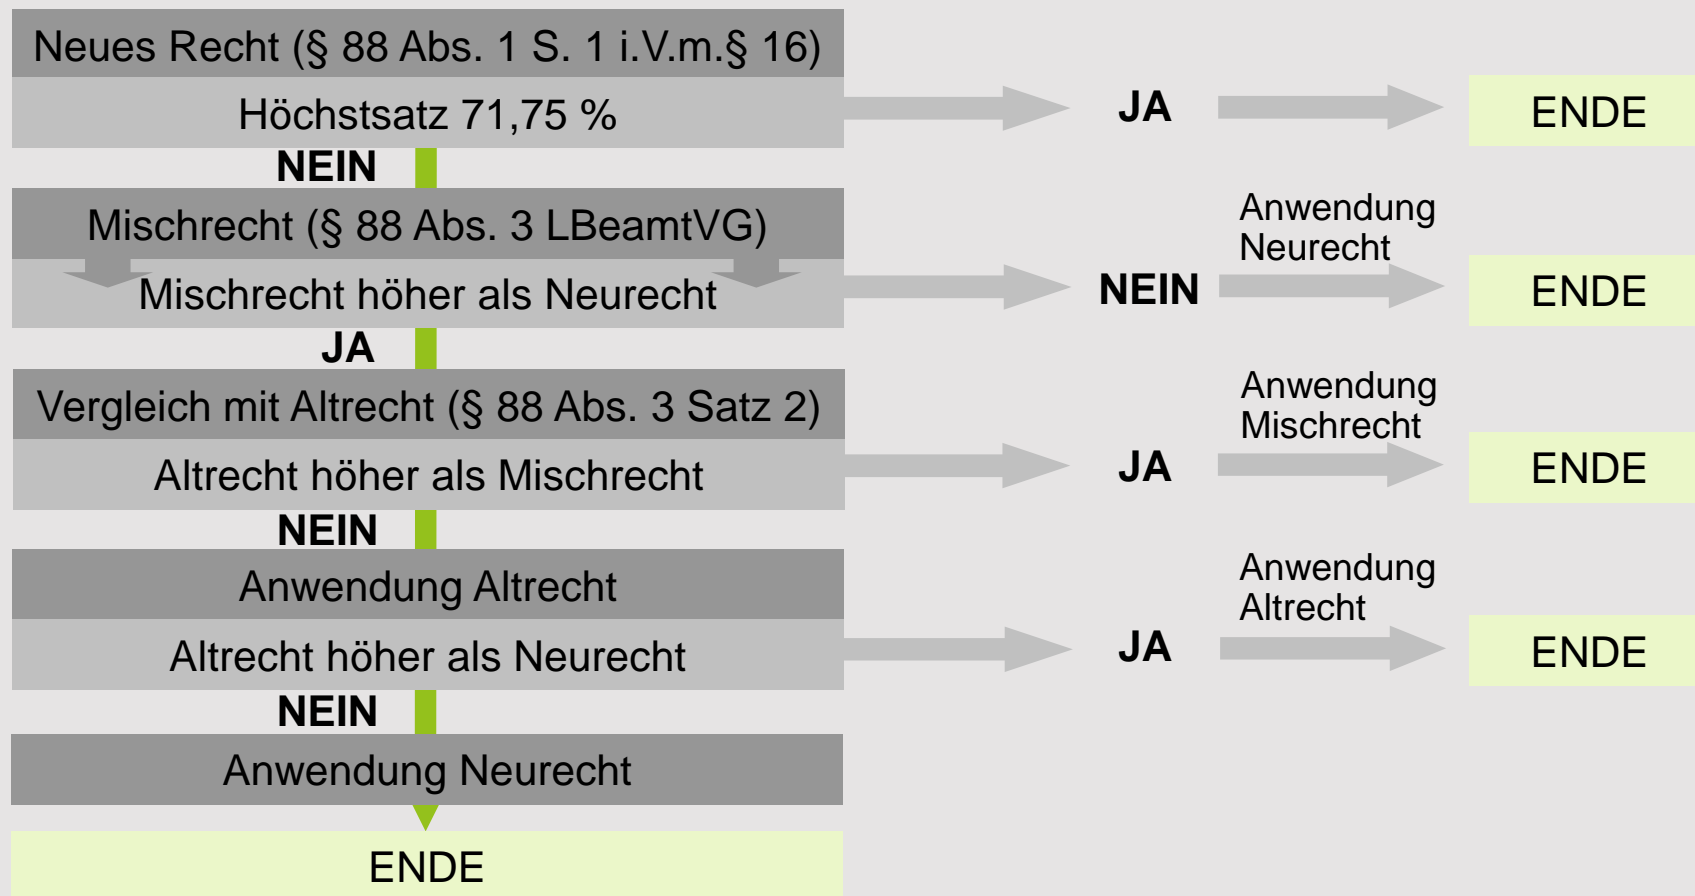 Neues Recht (§ 88 Abs. 1 S. 1 i.V.m.§ 16)
Höchstsatz 71,75 %
JA
ENDE
NEIN
Mischrecht (§ 88 Abs. 3 LBeamtVG)
Mischrecht höher als Neurecht
NEIN
Anwendung
Neurecht
ENDE
JA
Vergleich mit Altrecht (§ 88 Abs. 3 Satz 2)
Altrecht höher als Mischrecht
JA
Anwendung
Mischrecht
ENDE
NEIN
Anwendung Altrecht
Altrecht höher als Neurecht
JA
Anwendung
Altrecht
ENDE
NEIN
Anwendung Neurecht
ENDE